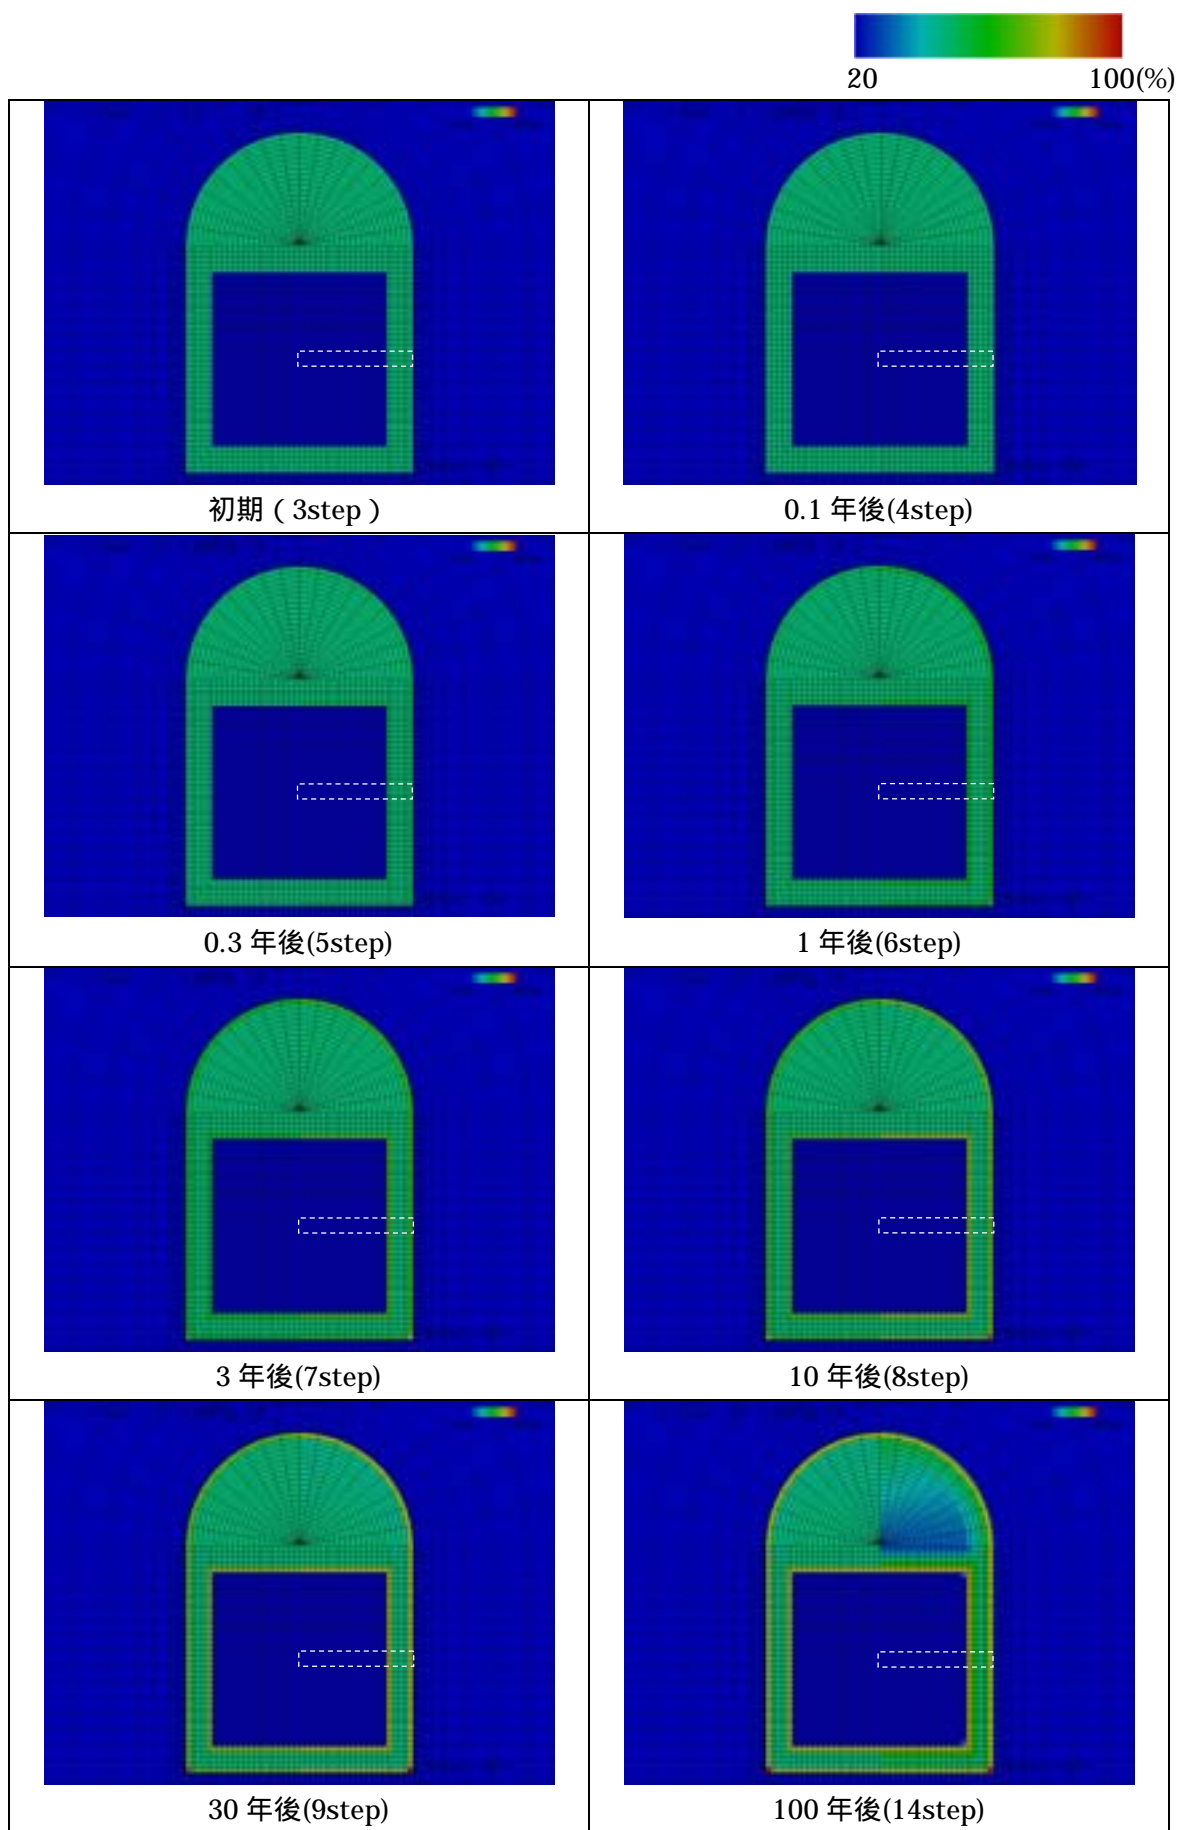 20 100(%)
初期（3step）
0.1 年後(4step)
0.3 年後(5step)
1 年後(6step)
3 年後(7step)
10 年後(8step)
30 年後(9step)
100 年後(14step)